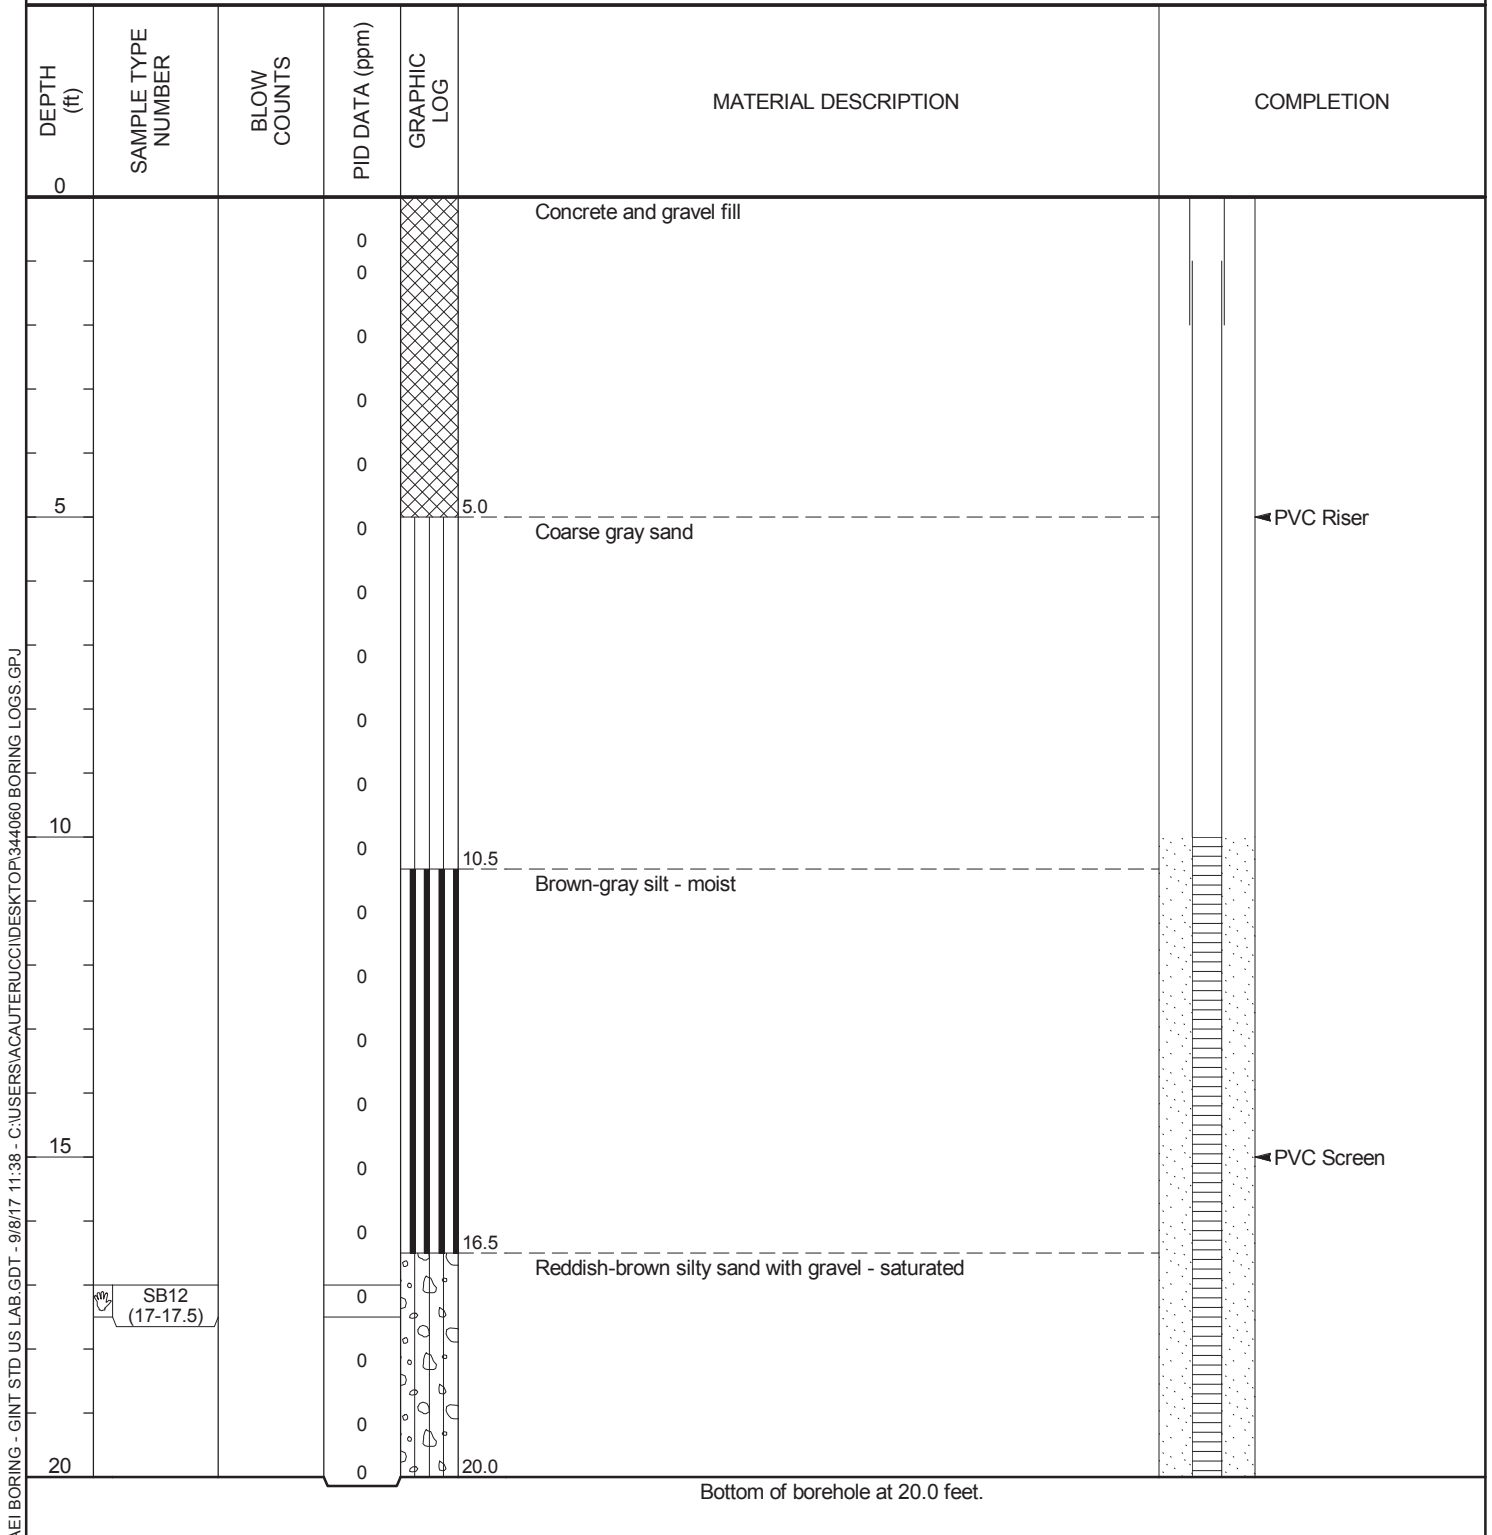 DEPTH
(ft)
SAMPLE TYPE
NUMBER
BLOW
COUNTS
PID DATA (ppm)
GRAPHIC
LOG
MATERIAL DESCRIPTION
COMPLETION
0
Concrete and gravel fill
0
0
0
0
0
5
5.0
PVC Riser
0
Coarse gray sand
0
0
0
0
10
0
10.5
Brown-gray silt - moist
0
0
0
0
15
PVC Screen
0
0
16.5
Reddish-brown silty sand with gravel - saturated
SB12
(17-17.5)
0
0
0
20
0
20.0
Bottom of borehole at 20.0 feet.
AEI BORING - GINT STD US LAB.GDT - 9/8/17 11:38 - C:\USERS\ACAUTERUCCI\DESKTOP\344060 BORING LOGS.GPJ